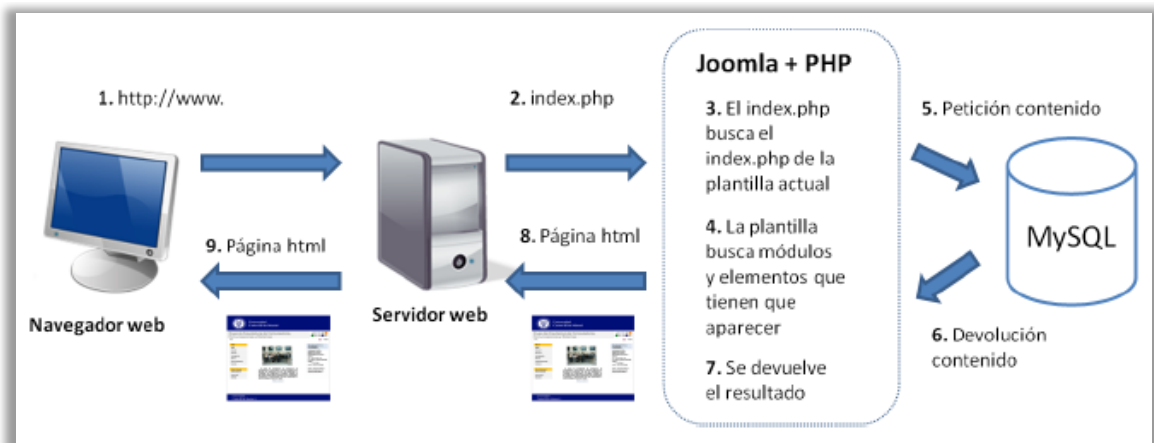 1. http://www.
2. index.php
Joomla + PHP
3. El index.php
busca el
index.php de la
plantilla actual
4. La plantilla
busca módulos
y elementos que
tienen que
aparecer
7. Se devuelve
el resultado
5. Petición contenido
MySQL
6. Devolución
contenido
8. Página html
9. Página html
Navegador web
Servidor web